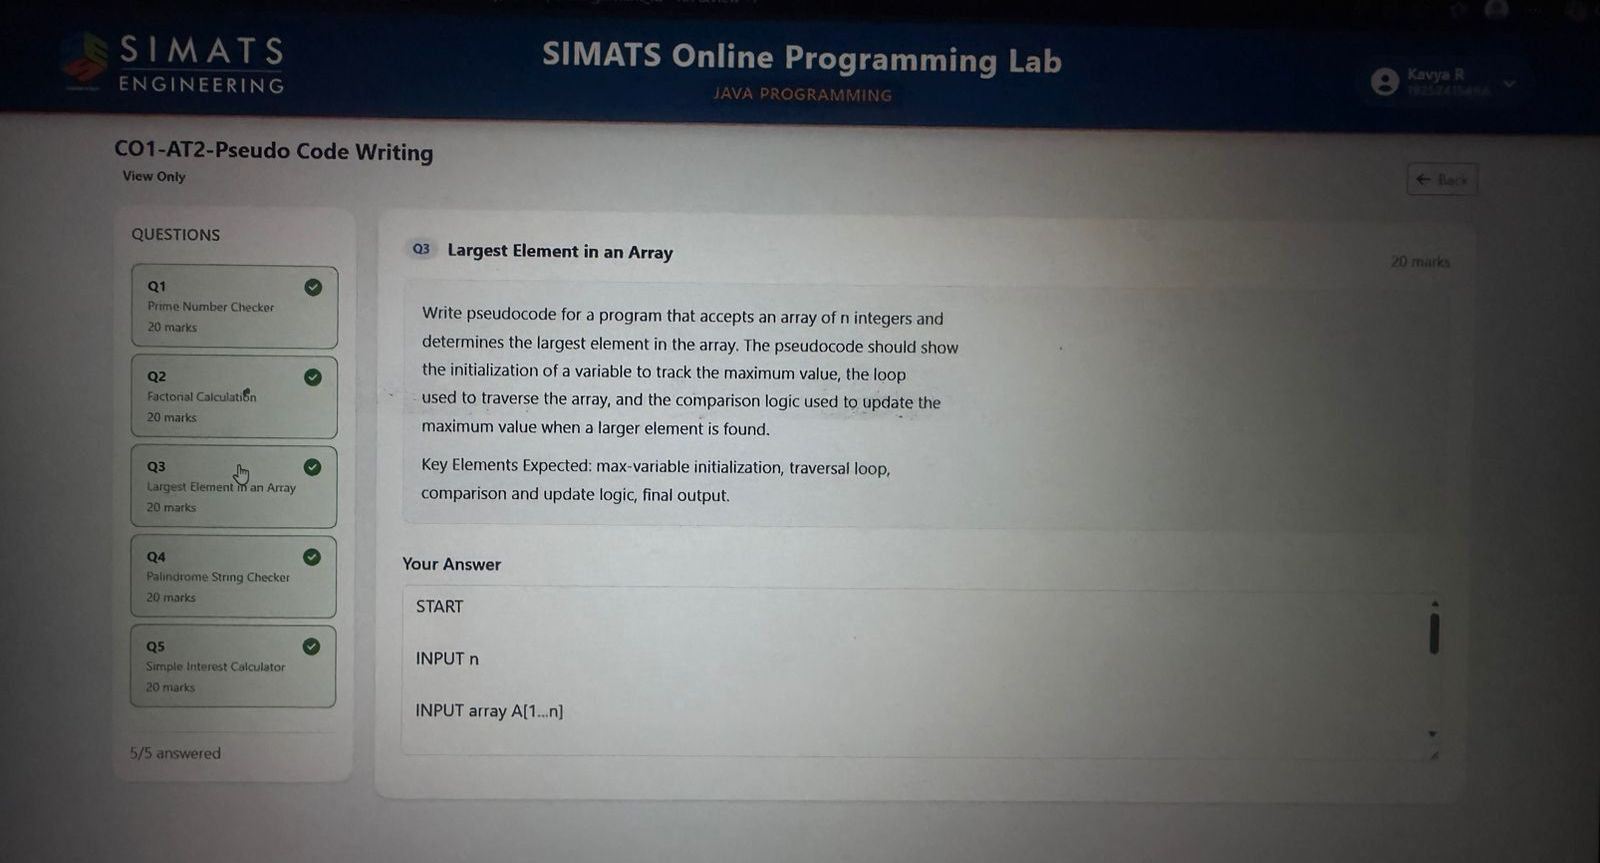 SIMATS
ENGINEERING
SIMATS Online Programming Lab
JAVA PROGRAMMING
Kavya R
CO1-AT2-Pseudo Code Writing
View Only
← Back
QUESTIONS
Q1
Prime Number Checker
20 marks
Q2
Factorial Calculation
20 marks
Q3
Largest Element in an Array
20 marks
Q4
Palindrome String Checker
20 marks
Q5
Simple Interest Calculator
20 marks
5/5 answered
Q3 Largest Element in an Array
20 marks
Write pseudocode for a program that accepts an array of n integers and
determines the largest element in the array. The pseudocode should show
the initialization of a variable to track the maximum value, the loop
used to traverse the array, and the comparison logic used to update the
maximum value when a larger element is found.
Key Elements Expected: max-variable initialization, traversal loop,
comparison and update logic, final output.
Your Answer
START
INPUT n
INPUT array A[1...n]